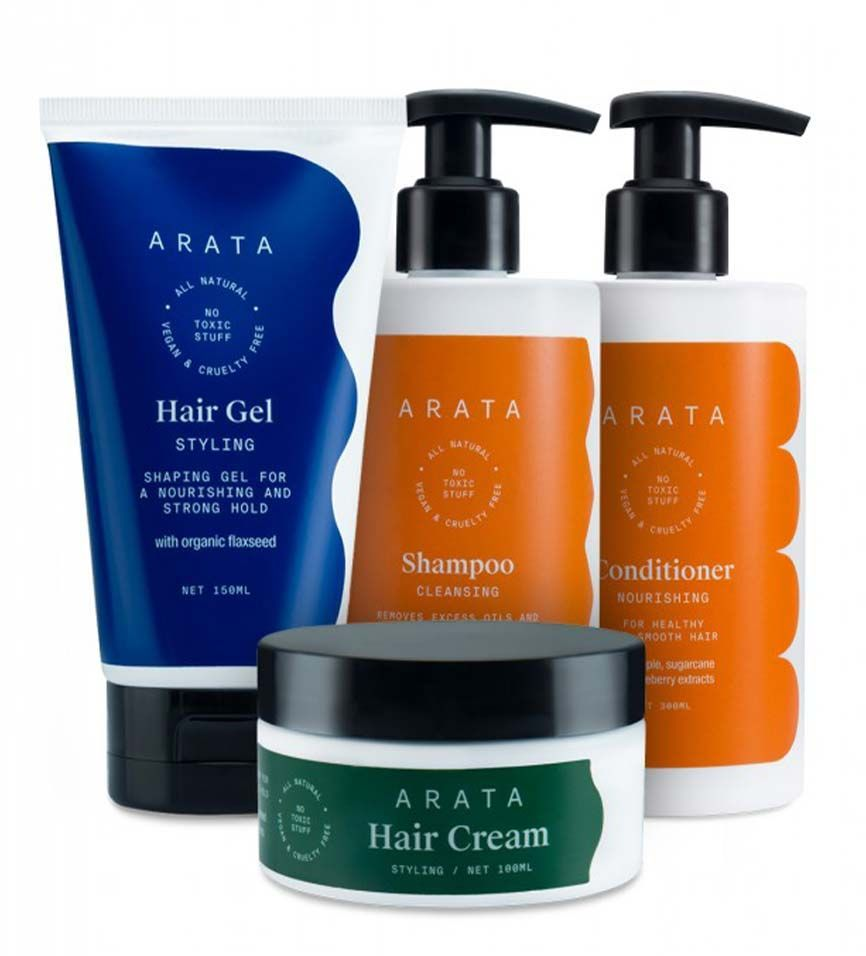 ARATA
ALL NATURAL
VEGAN & CRUELTY FREE
NO
TOXIC
STUFF
Hair Gel
STYLING
SHAPING GEL FOR
A NOURISHING AND
STRONG HOLD
with organic flaxseed
NET 150ML
ARATA
ALL NATURAL
VEGAN & CRUELTY FREE
NO
TOXIC
STUFF
Shampoo
CLEANSING
REMOVES EXCESS OILS AND
ARATA
ALL NATURAL
VEGAN & CRUELTY FREE
NO
TOXIC
STUFF
Conditioner
NOURISHING
FOR HEALTHY
SMOOTH HAIR
sugarcane
extracts
300ML
ALL NATURAL
VEGAN & CRUELTY FREE
NO
TOXIC
STUFF
ARATA
Hair Cream
STYLING / NET 100ML